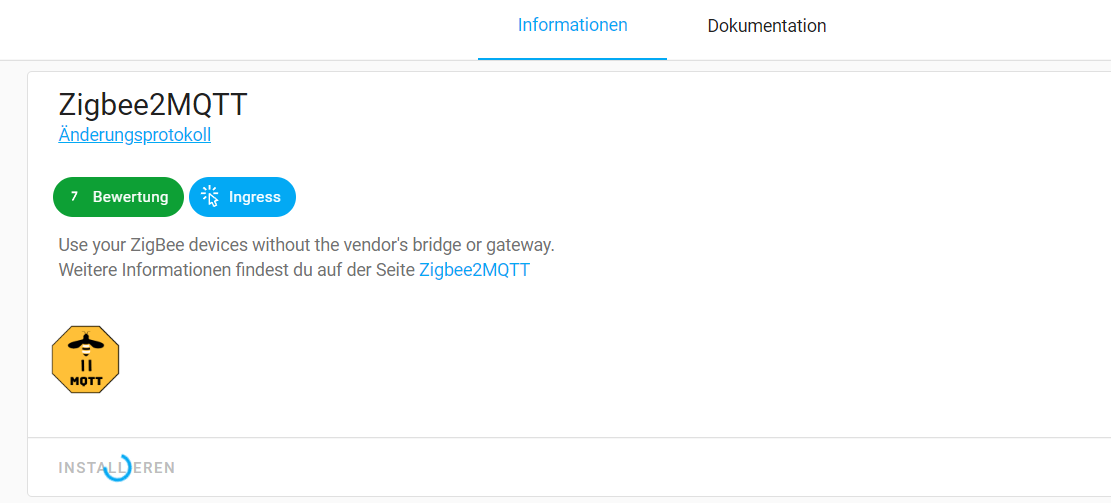 Informationen
Dokumentation
Zigbee2MQTT
Änderungsprotokoll
7 Bewertung
Ingress
Use your ZigBee devices without the vendor's bridge or gateway.
Weitere Informationen findest du auf der Seite Zigbee2MQTT
MQTT
INSTALLIEREN